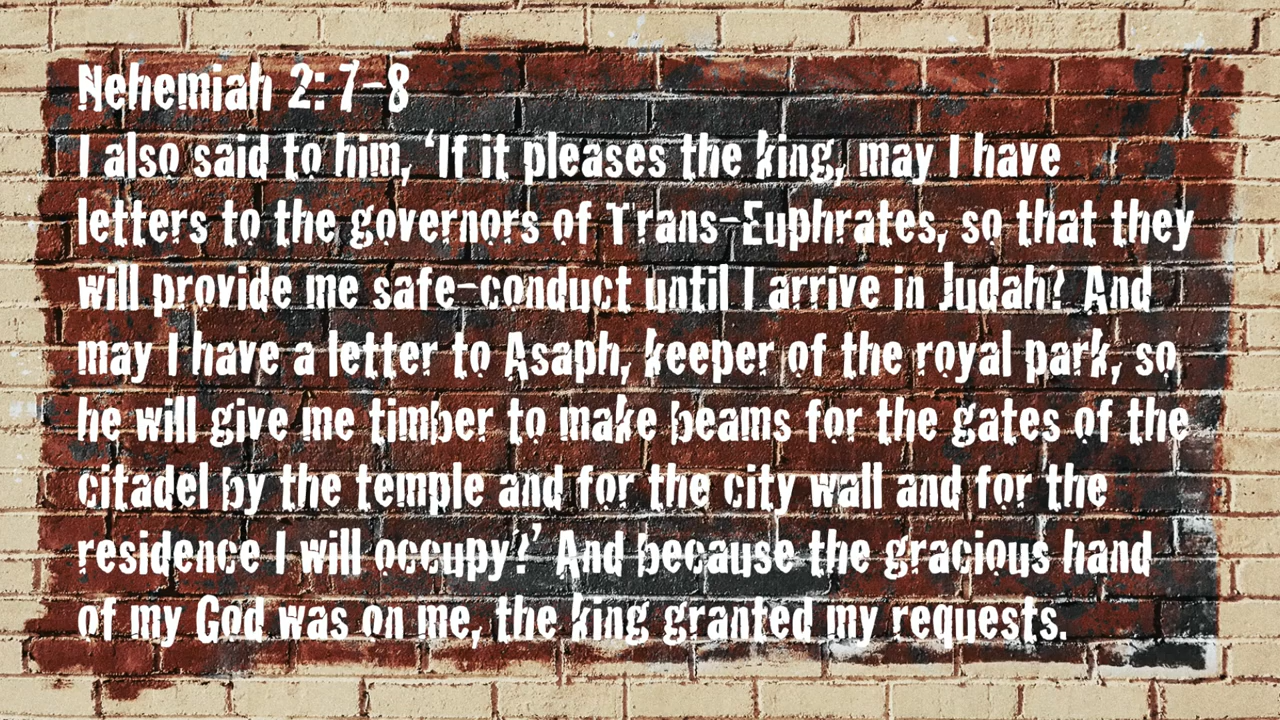 Nehemiah 2:7-8
I also said to him, ‘If it pleases the king, may I have
letters to the governors of Trans-Euphrates, so that they
will provide me safe-conduct until I arrive in Judah? And
may I have a letter to Asaph, keeper of the royal park, so
he will give me timber to make beams for the gates of the
citadel by the temple and for the city wall and for the
residence I will occupy?’ And because the gracious hand
of my God was on me, the king granted my requests.